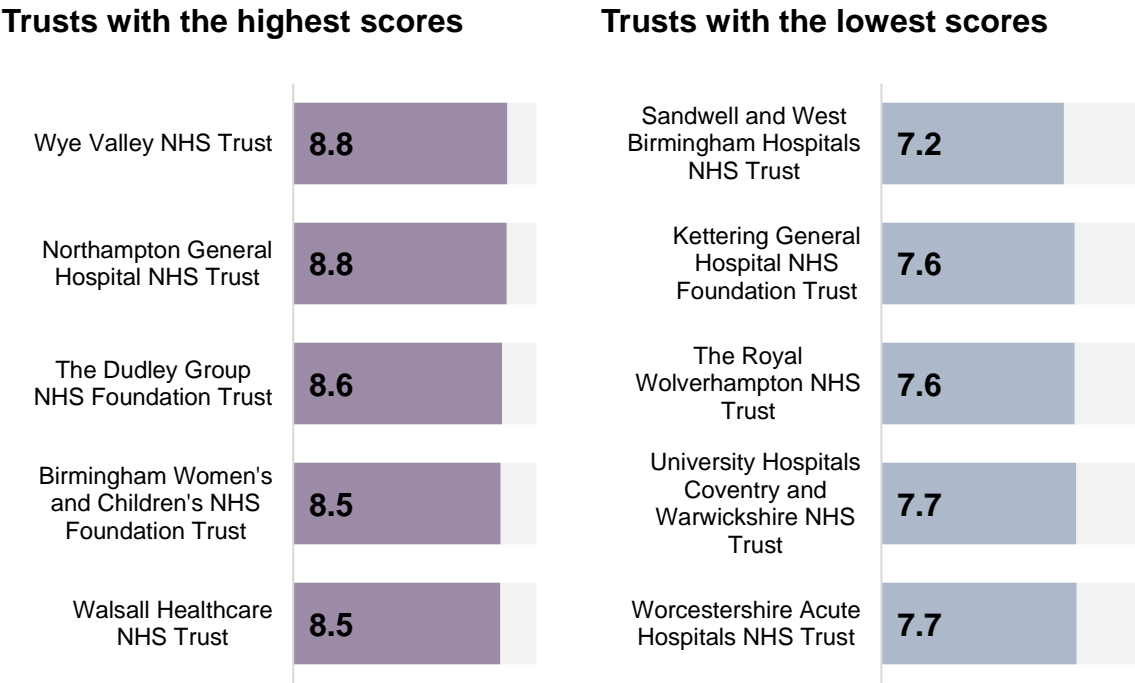 Trusts with the highest scores
Wye Valley NHS Trust
8.8
Northampton General
Hospital NHS Trust
8.8
The Dudley Group
NHS Foundation Trust
8.6
Birmingham Women's
and Children's NHS
Foundation Trust
8.5
Walsall Healthcare
NHS Trust
8.5
Trusts with the lowest scores
Sandwell and West
Birmingham Hospitals
NHS Trust
7.2
Kettering General
Hospital NHS
Foundation Trust
7.6
The Royal
Wolverhampton NHS
Trust
7.6
University Hospitals
Coventry and
Warwickshire NHS
Trust
7.7
Worcestershire Acute
Hospitals NHS Trust
7.7